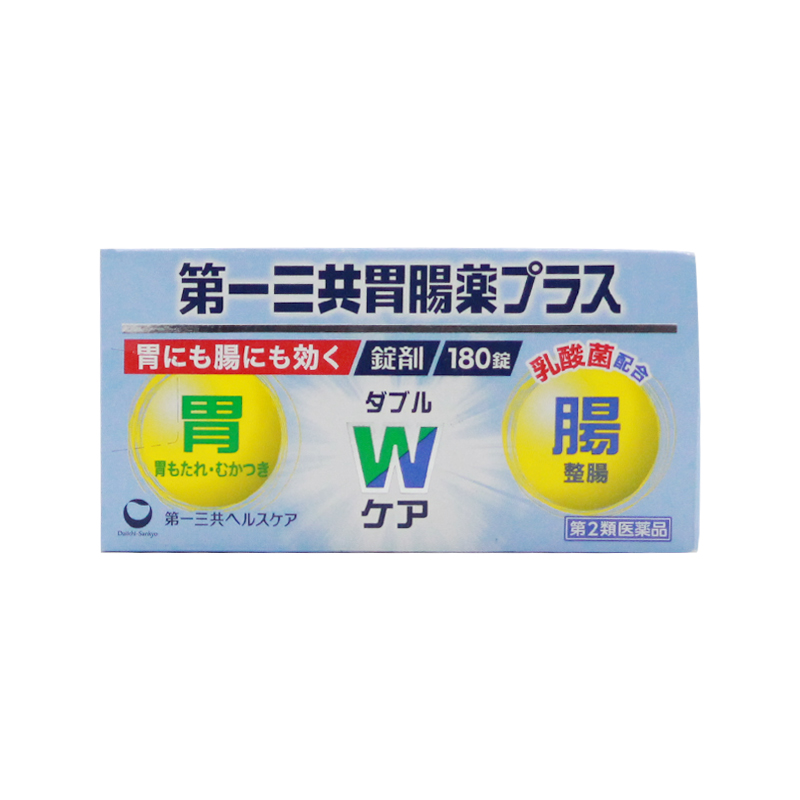 第一三共胃腸薬プラス
胃にも腸にも効く 錠剤 180錠
乳酸菌配合
胃
胃もたれ・むかつき
ダブル
W
ケア
腸
整腸
第一三共ヘルスケア
Daiichi-Sankyo
第2類医薬品